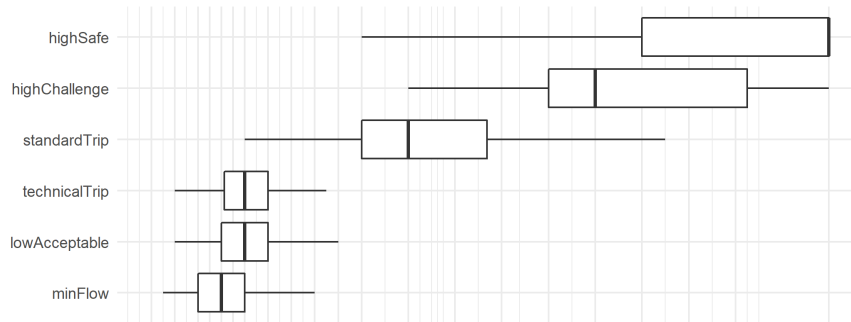 highSafe
highChallenge
standardTrip
technicalTrip
lowAcceptable
minFlow